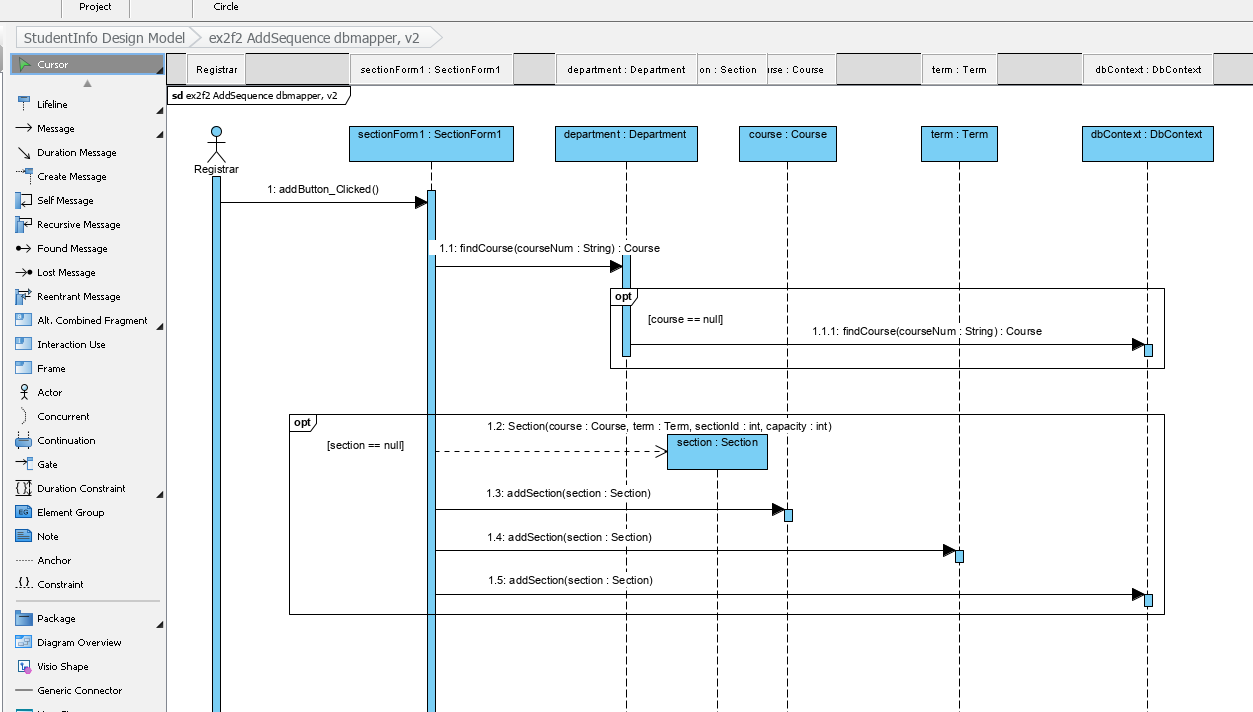 Project
Circle
StudentInfo Design Model
ex2f2 AddSequence dbmapper, v2
Cursor
Lifeline
Message
Duration Message
Create Message
Self Message
Recursive Message
Found Message
Lost Message
Reentrant Message
Alt. Combined Fragment
Interaction Use
Frame
Actor
Concurrent
Continuation
Gate
Duration Constraint
Element Group
Note
Anchor
Constraint
Package
Diagram Overview
Visio Shape
Generic Connector
Registrar
sectionForm1 : SectionForm1
department : Department
on : Section
rse : Course
term : Term
dbContext : DbContext
sd ex2f2 AddSequence dbmapper, v2
Registrar
sectionForm1 : SectionForm1
department : Department
course : Course
term : Term
dbContext : DbContext
1: addButton_Clicked()
1.1: findCourse(courseNum : String) : Course
opt
[course == null]
1.1.1: findCourse(courseNum : String) : Course
opt
[section == null]
1.2: Section(course : Course, term : Term, sectionId : int, capacity : int)
section : Section
1.3: addSection(section : Section)
1.4: addSection(section : Section)
1.5: addSection(section : Section)
EG